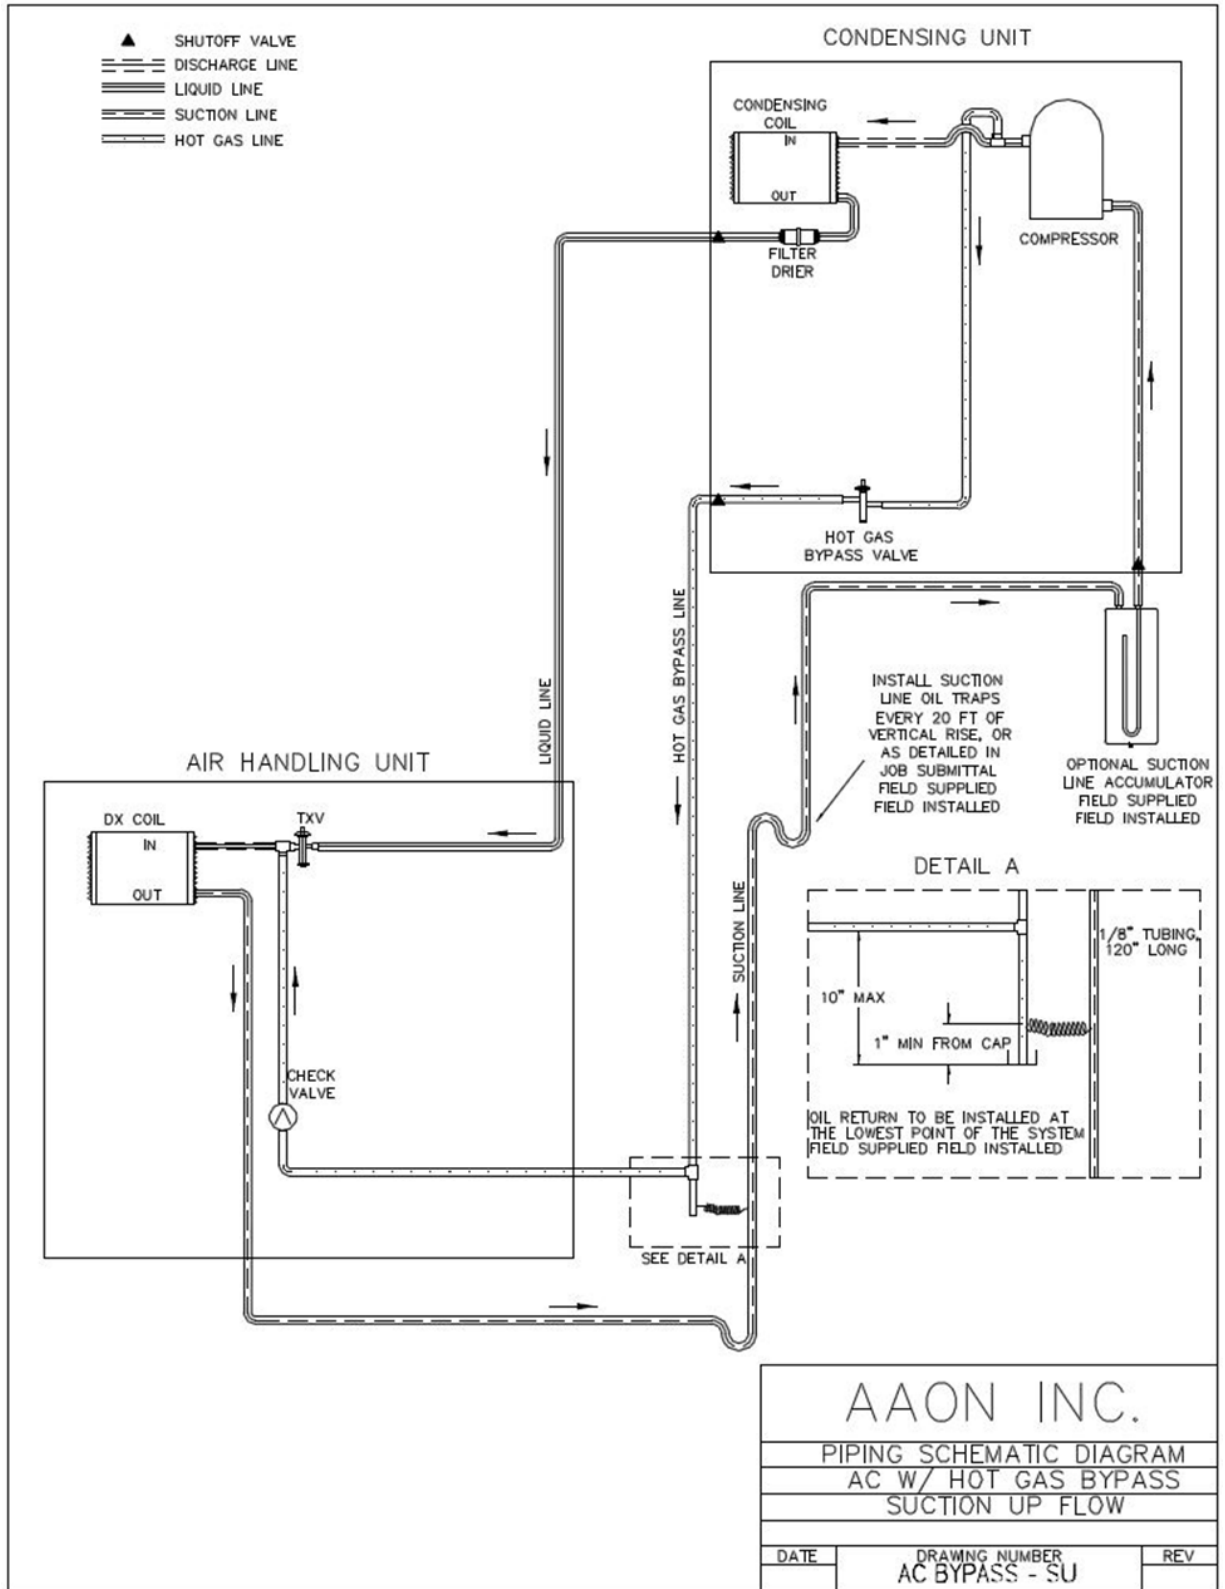 SHUTOFF VALVE
DISCHARGE LINE
LIQUID LINE
SUCTION LINE
HOT GAS LINE
CONDENSING UNIT
CONDENSING
COIL
IN
OUT
FILTER
DRIER
COMPRESSOR
HOT GAS
BYPASS VALVE
LIQUID LINE
HOT GAS BYPASS LINE
SUCTION LINE
INSTALL SUCTION
LINE OIL TRAPS
EVERY 20 FT OF
VERTICAL RISE, OR
AS DETAILED IN
JOB SUBMITTAL
FIELD SUPPLIED
FIELD INSTALLED
OPTIONAL SUCTION
LINE ACCUMULATOR
FIELD SUPPLIED
FIELD INSTALLED
AIR HANDLING UNIT
DX COIL
IN
OUT
TXV
CHECK
VALVE
SEE DETAIL A
DETAIL A
1/8" TUBING,
120" LONG
10" MAX
1" MIN FROM CAP
OIL RETURN TO BE INSTALLED AT
THE LOWEST POINT OF THE SYSTEM
FIELD SUPPLIED FIELD INSTALLED
AAON INC.
PIPING SCHEMATIC DIAGRAM
AC W/ HOT GAS BYPASS
SUCTION UP FLOW
DATE
DRAWING NUMBER
AC BYPASS - SU
REV